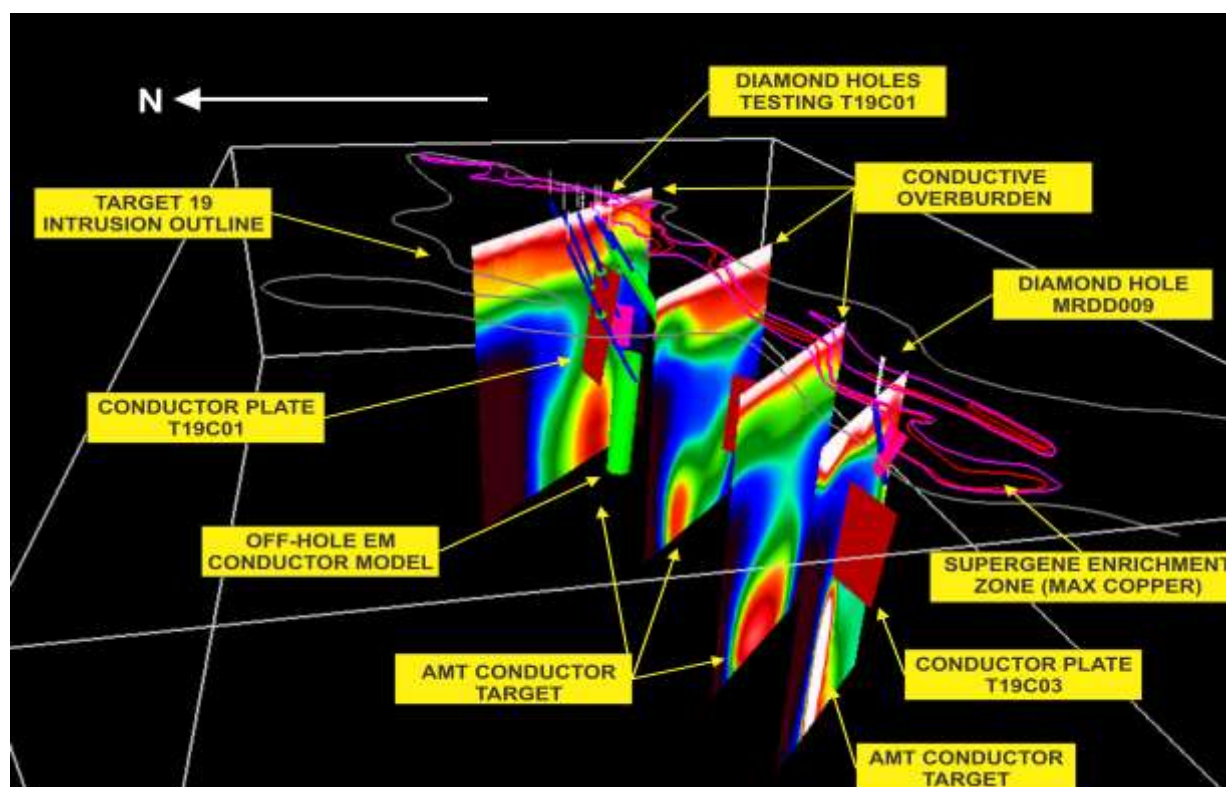 DIAMOND HOLES
TESTING T19C01
N
CONDUCTIVE
OVERBURDEN
TARGET 19
INTRUSION OUTLINE
DIAMOND HOLE
MRDD009
CONDUCTOR PLATE
T19C01
OFF-HOLE EM
CONDUCTOR MODEL
SUPERGENE ENRICHMENT
ZONE (MAX COPPER)
AMT CONDUCTOR
TARGET
CONDUCTOR PLATE
T19C03
AMT CONDUCTOR
TARGET